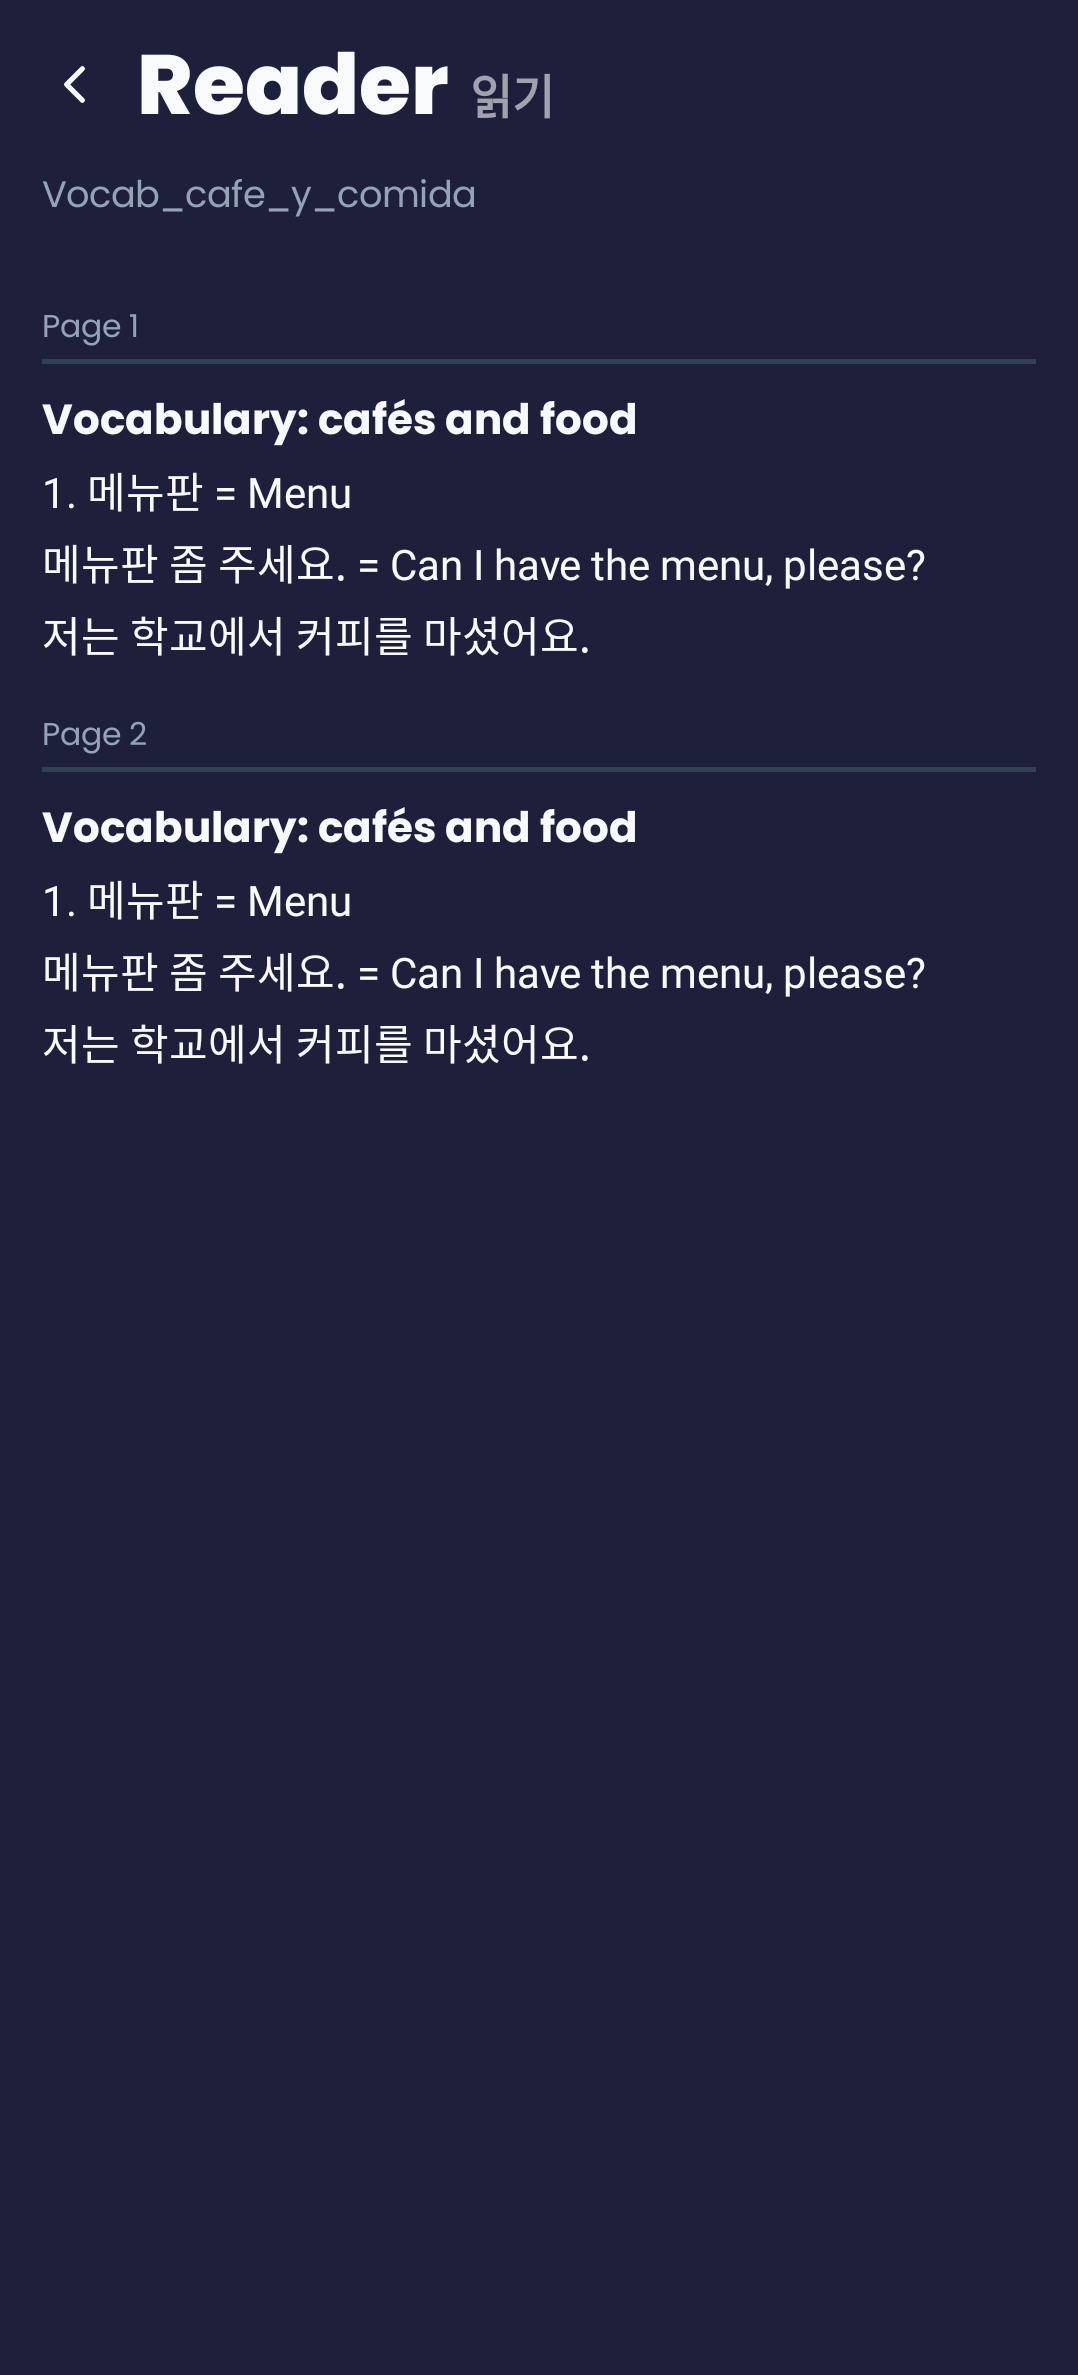 Reader 읽기
Vocab_cafe_y_comida
Page 1
Vocabulary: cafés and food
1. 메뉴판 = Menu
메뉴판 좀 주세요. = Can I have the menu, please?
저는 학교에서 커피를 마셨어요.
Page 2
Vocabulary: cafés and food
1. 메뉴판 = Menu
메뉴판 좀 주세요. = Can I have the menu, please?
저는 학교에서 커피를 마셨어요.